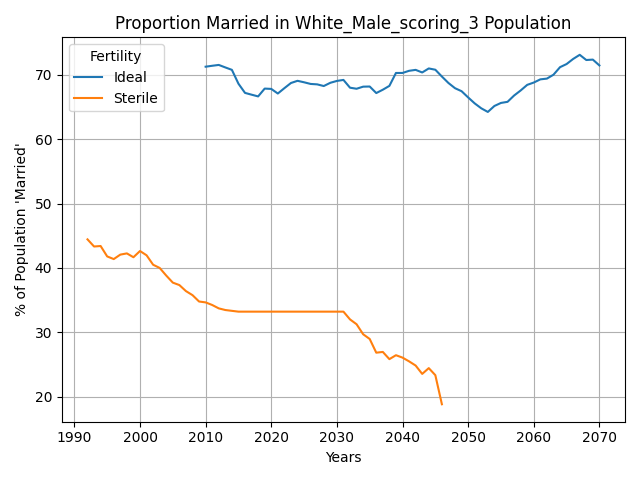 Proportion Married in White_Male_scoring_3 Population
Fertility
Ideal
Sterile
% of Population 'Married'
70
60
50
40
30
20
1990 2000 2010 2020 2030 2040 2050 2060 2070
Years